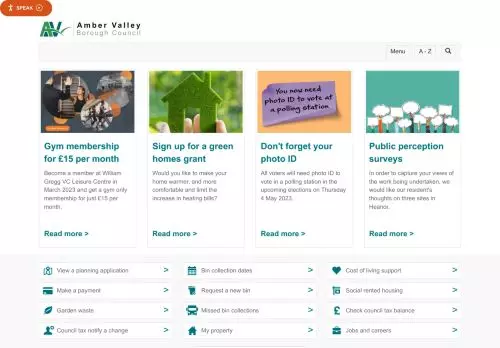 SPEAK
Amber Valley
Borough Council
Menu
A - Z
You now need
photo ID to vote at
a polling station
Gym membership
for £15 per month
Become a member at William
Gregg VC Leisure Centre in
March 2023 and get a gym only
membership for just £15 per
month.
Read more >
Sign up for a green
homes grant
Would you like to make your
home warmer, and more
comfortable and limit the
increase in heating bills?
Read more >
Don't forget your
photo ID
All voters will need photo ID to
vote in a polling station in the
upcoming elections on Thursday
4 May 2023.
Read more >
Public perception
surveys
In order to capture your views of
the work being undertaken, we
would like our resident's
thoughts on three sites in
Heanor.
Read more >
View a planning application >
Bin collection dates >
Cost of living support >
Make a payment >
Request a new bin >
Social rented housing >
Garden waste >
Missed bin collections >
Check council tax balance >
Council tax notify a change >
My property >
Jobs and careers >